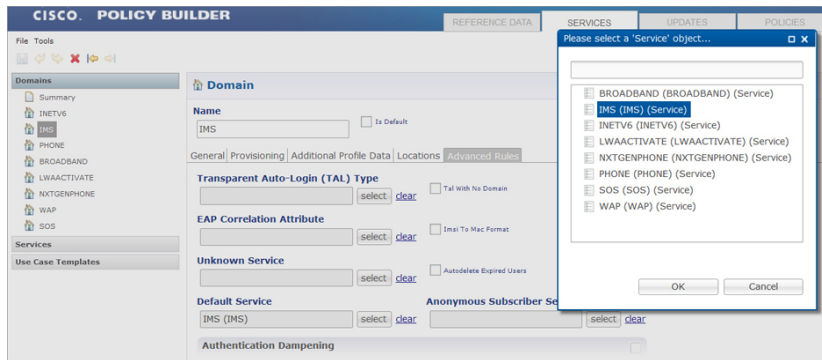 CISCO. POLICY BUILDER
REFERENCE DATA SERVICES UPDATES POLICIES
File Tools
Domains
Summary
INETV6
IMS
PHONE
BROADBAND
LWAACTIVATE
NXTGENPHONE
WAP
SOS
Services
Use Case Templates
Domain
Name
IMS Is Default
General Provisioning Additional Profile Data Locations Advanced Rules
Transparent Auto-Login (TAL) Type
select clear Tal With No Domain
EAP Correlation Attribute
select clear Imsi To Mac Format
Unknown Service
select clear Autodelete Expired Users
Default Service Anonymous Subscriber Se
IMS (IMS) select clear select clear
Authentication Dampening
Please select a 'Service' object...
BROADBAND (BROADBAND) (Service)
IMS (IMS) (Service)
INETV6 (INETV6) (Service)
LWAACTIVATE (LWAACTIVATE) (Service)
NXTGENPHONE (NXTGENPHONE) (Service)
PHONE (PHONE) (Service)
SOS (SOS) (Service)
WAP (WAP) (Service)
OK Cancel